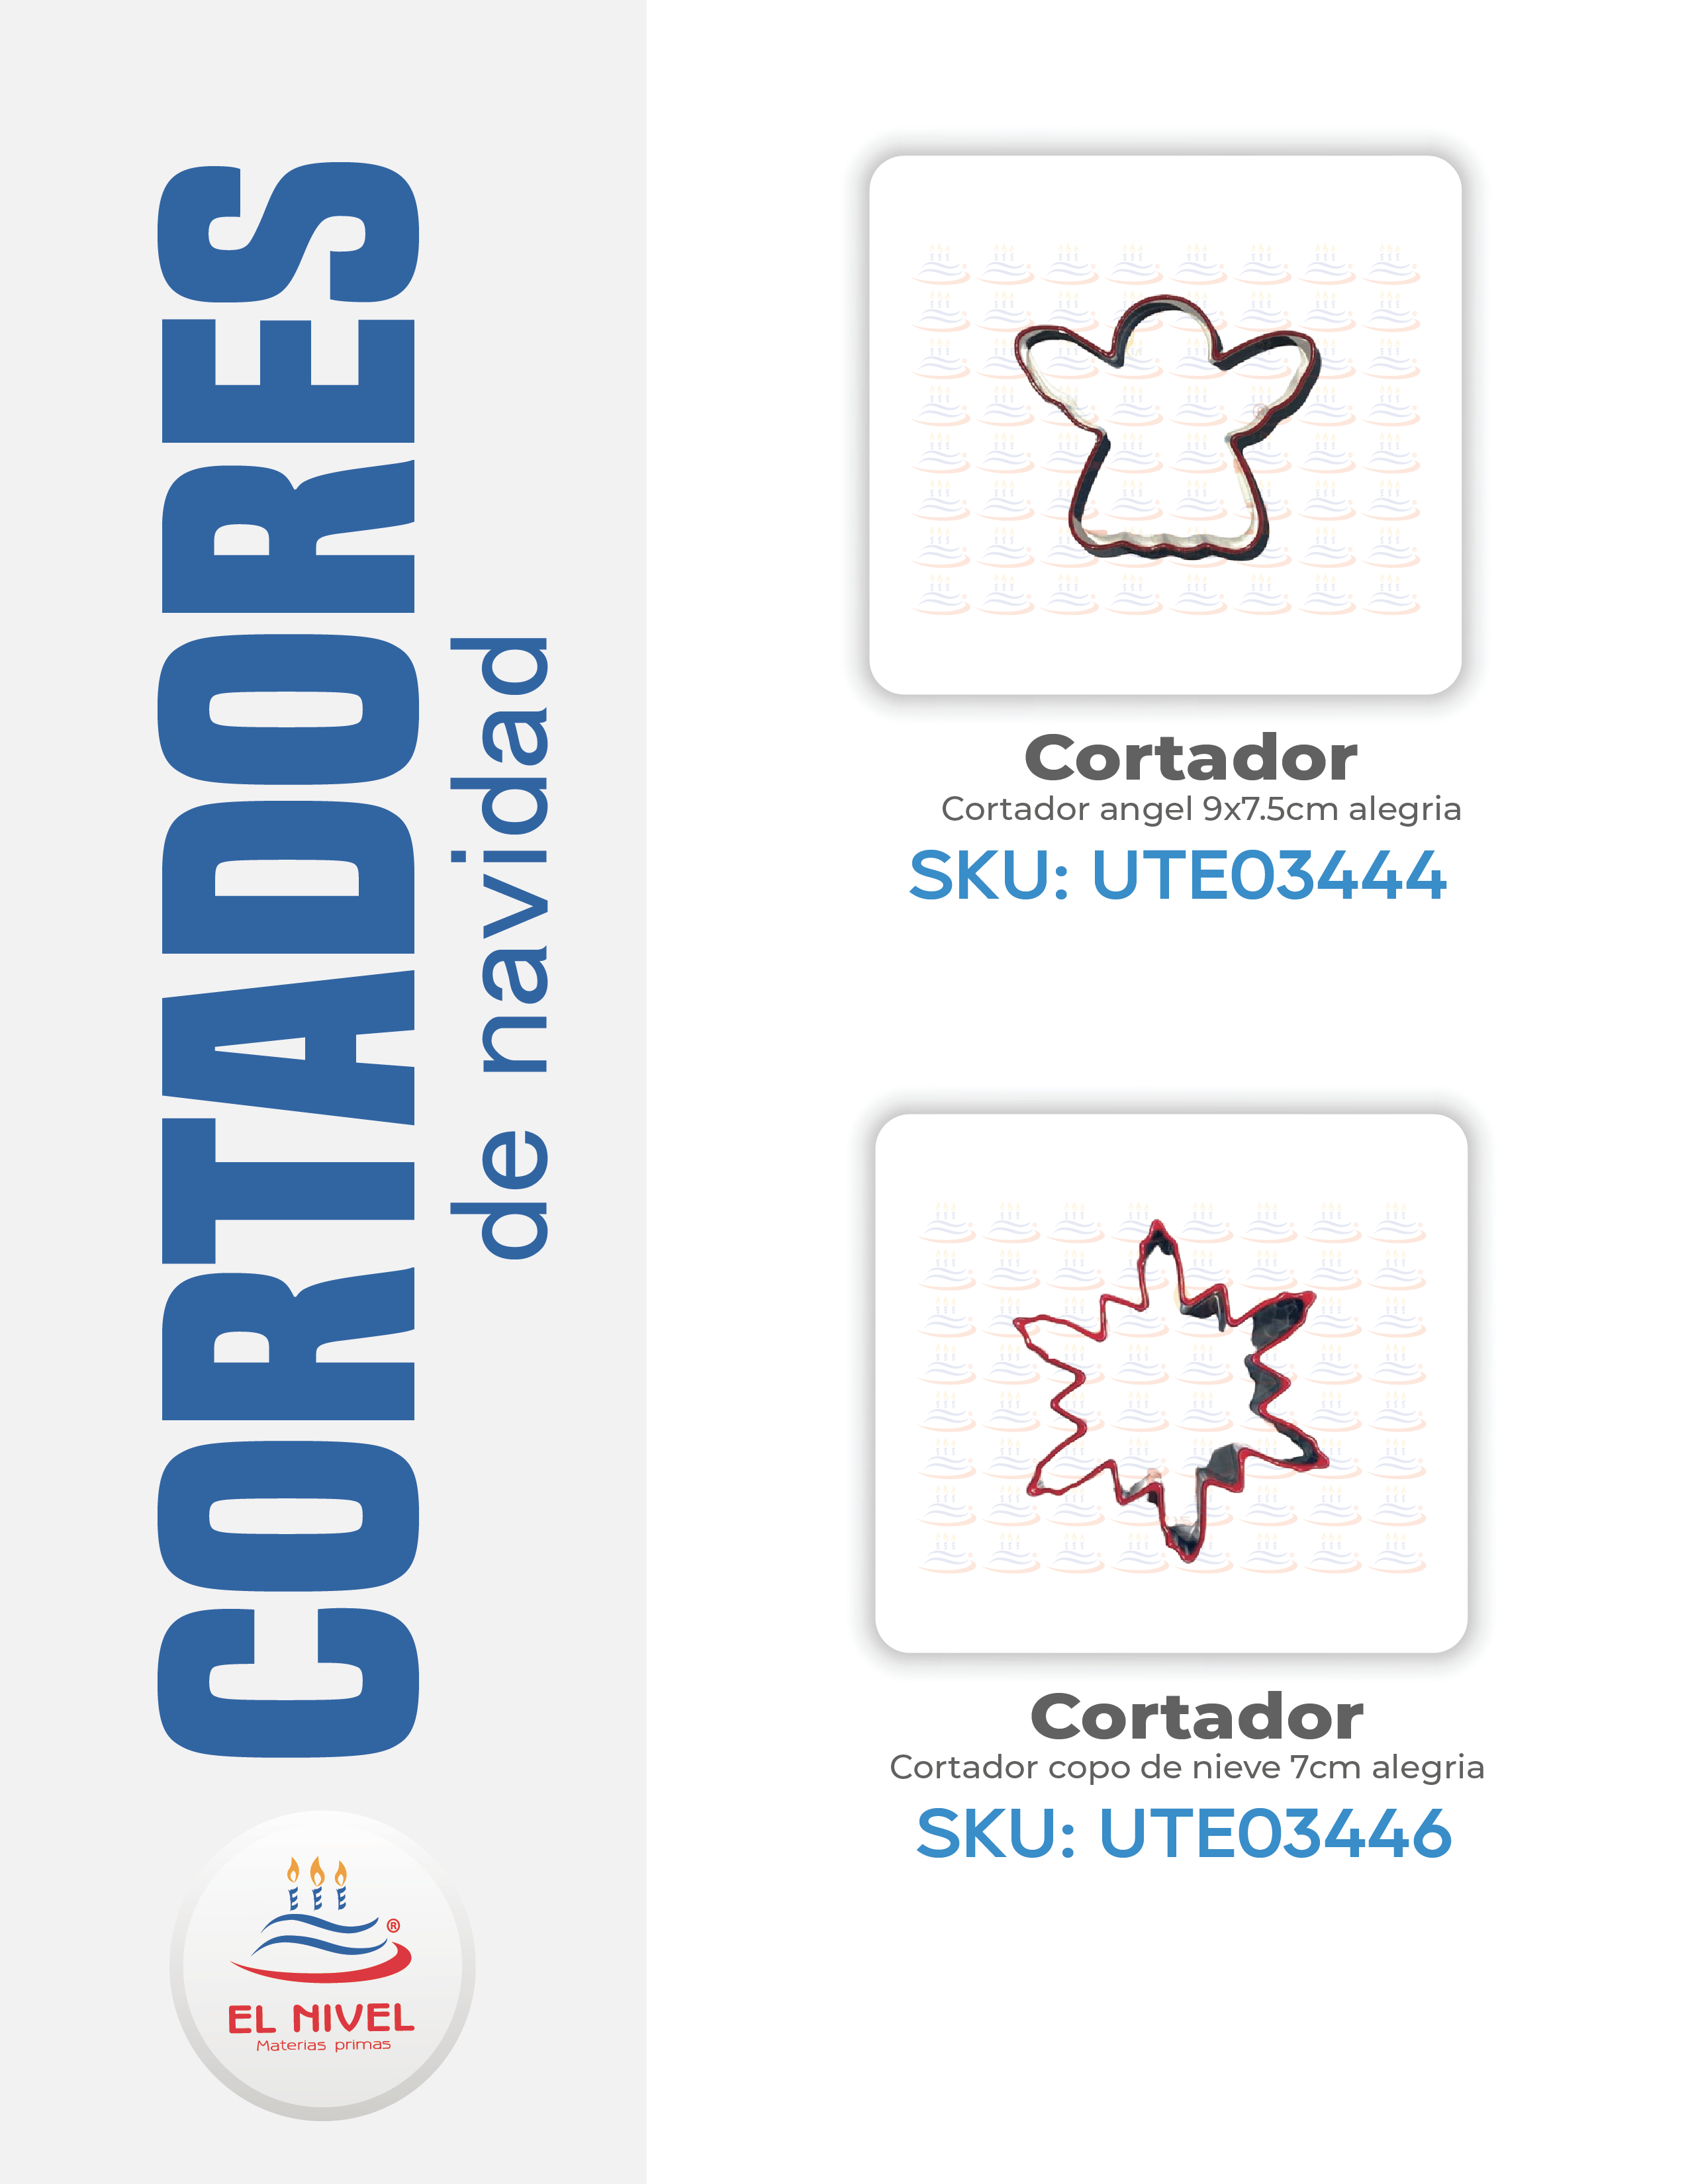 CORTADORES
de navidad
Cortador
Cortador angel 9x7.5cm alegria
SKU: UTE03444
Cortador
Cortador copo de nieve 7cm alegria
SKU: UTE03446
®
EL NIVEL
Materias primas